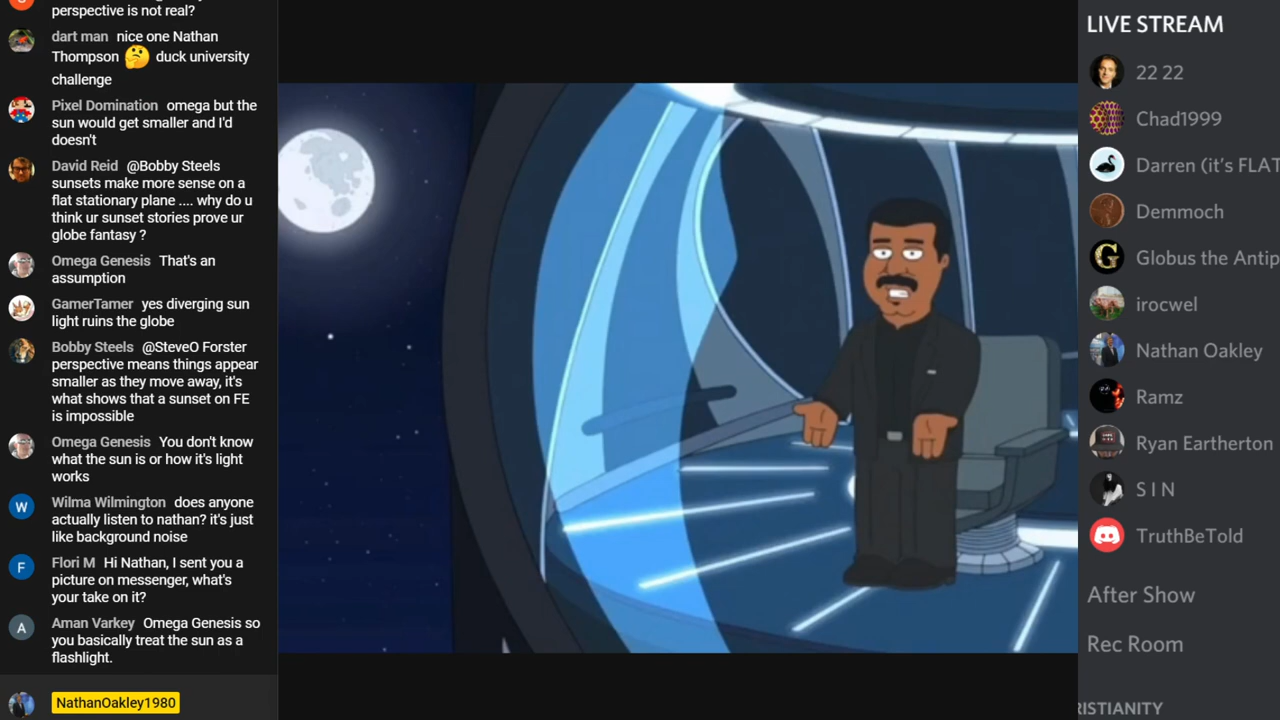 perspective is not real?
dart man nice one Nathan
Thompson 🤔 duck university
challenge
Pixel Domination omega but the
sun would get smaller and I'd
doesn't
David Reid @Bobby Steels
sunsets make more sense on a
flat stationary plane .... why do u
think ur sunset stories prove ur
globe fantasy ?
Omega Genesis That's an
assumption
GamerTamer yes diverging sun
light ruins the globe
Bobby Steels @SteveO Forster
perspective means things appear
smaller as they move away, it's
what shows that a sunset on FE
is impossible
Omega Genesis You don't know
what the sun is or how it's light
works
Wilma Wilmington does anyone
actually listen to nathan? it's just
like background noise
Flori M Hi Nathan, I sent you a
picture on messenger, what's
your take on it?
Aman Varkey Omega Genesis so
you basically treat the sun as a
flashlight.
NathanOakley1980
LIVE STREAM
22 22
Chad1999
Darren (it's FLAT
Demmoch
Globus the Antip
irocwel
Nathan Oakley
Ramz
Ryan Eartherton
S I N
TruthBeTold
After Show
Rec Room
RISTIANITY
W
F
A
G